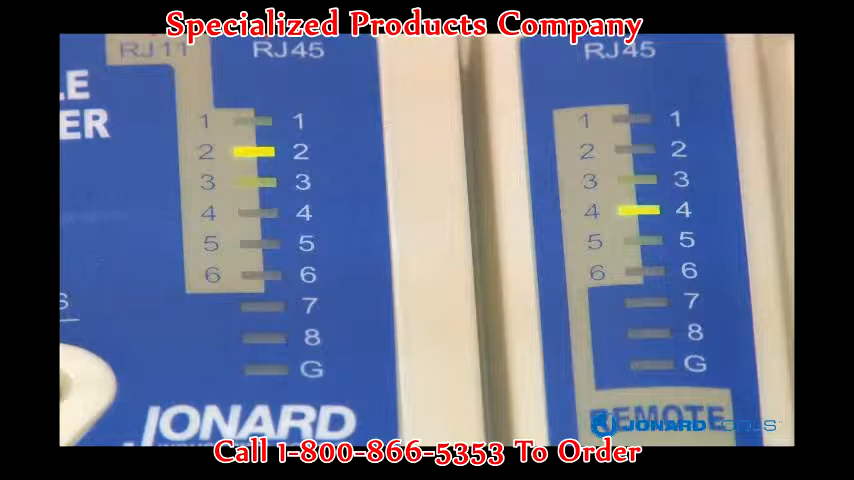 Specialized Products Company
RJ11 RJ45
RJ45
LE
ER
1 1
2 2
3 3
4 4
5 5
6 6
7
8
G
S
JONARD
1 1
2 2
3 3
4 4
5 5
6 6
7
8
G
REMOTE
JONARD TOOLS
Call 1-800-866-5353 To Order